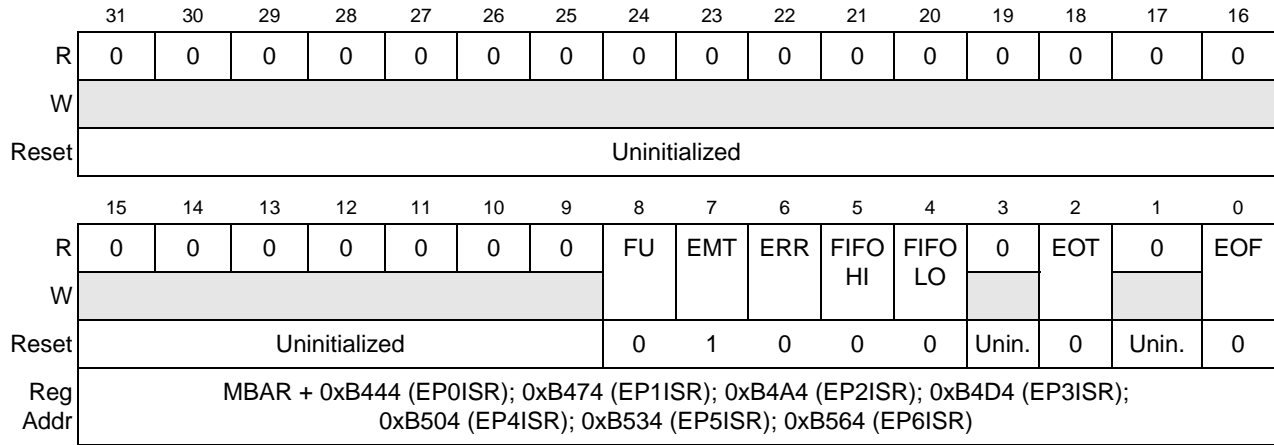 31 30 29 28 27 26 25 24 23 22 21 20 19 18 17 16
R 0 0 0 0 0 0 0 0 0 0 0 0 0 0 0 0
W
Reset Uninitialized
15 14 13 12 11 10 9 8 7 6 5 4 3 2 1 0
R 0 0 0 0 0 0 0 FU EMT ERR FIFO FIFO 0 EOT 0 EOF
HI LO
W
Reset Uninitialized 0 1 0 0 0 Unin. 0 Unin. 0
Reg MBAR + 0xB444 (EP0ISR); 0xB474 (EP1ISR); 0xB4A4 (EP2ISR); 0xB4D4 (EP3ISR);
Addr 0xB504 (EP4ISR); 0xB534 (EP5ISR); 0xB564 (EP6ISR)